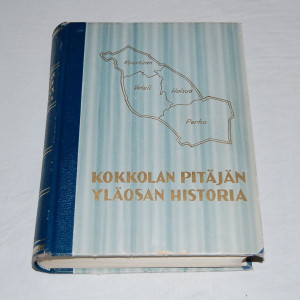 Kaustinen
Veteli
Halsua
Perho
KOKKOLAN PITÄJÄN
YLÄOSAN HISTORIA